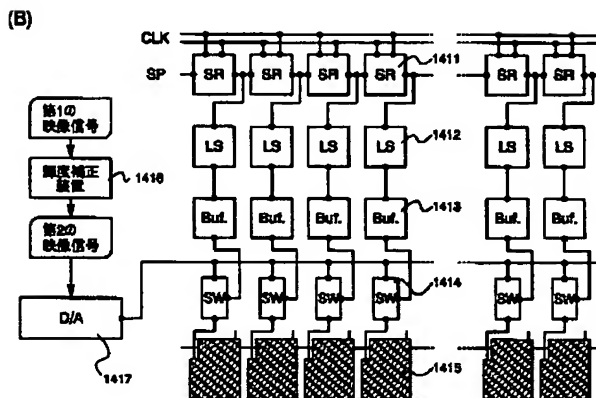 (B)
CLK
SP
SR SR SR SR SR SR
1411
第1の
映像信号
LS LS LS LS LS LS
1412
輝度補正
装置
1416
Buf. Buf. Buf. Buf. Buf. Buf.
1413
第2の
映像信号
SW SW SW SW SW SW
1414
D/A
1417
1415